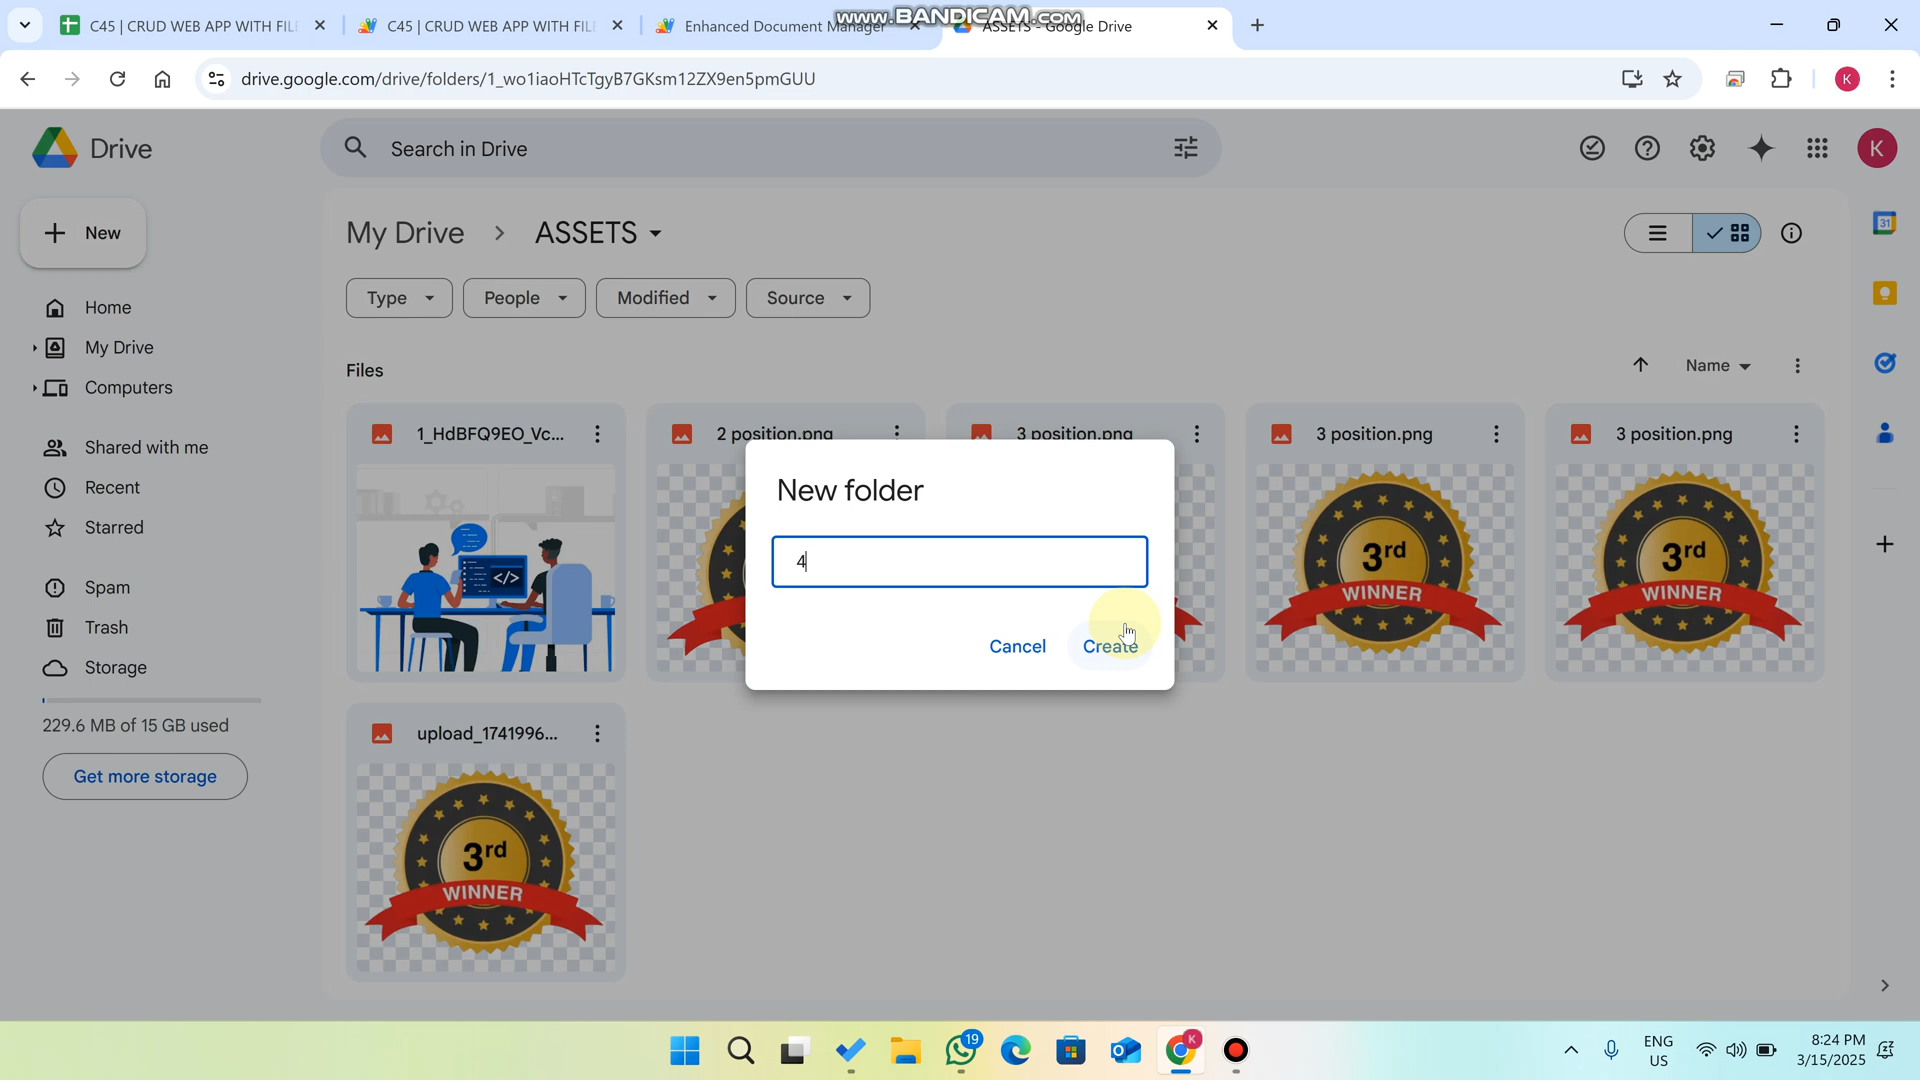 www.BANDICAM.com
C45 | CRUD WEB APP WITH FILE
C45 | CRUD WEB APP WITH FILE
Enhanced Document Manager
ASSETS - Google Drive
drive.google.com/drive/folders/1_wo1iaoHTcTgyB7GKsm12ZX9en5pmGUU
K
Drive
Search in Drive
K
New
My Drive
ASSETS
31
Home
My Drive
Computers
Shared with me
Recent
Starred
Spam
Trash
Storage
229.6 MB of 15 GB used
Get more storage
Type
People
Modified
Source
Files
Name
1_HdBFQ9EO_Vc...
2 position.png
3 position.png
3 position.png
3 position.png
New folder
4
Cancel
Create
3rd
WINNER
3rd
WINNER
upload_1741996...
3rd
WINNER
19
K
ENG
US
8:24 PM
3/15/2025